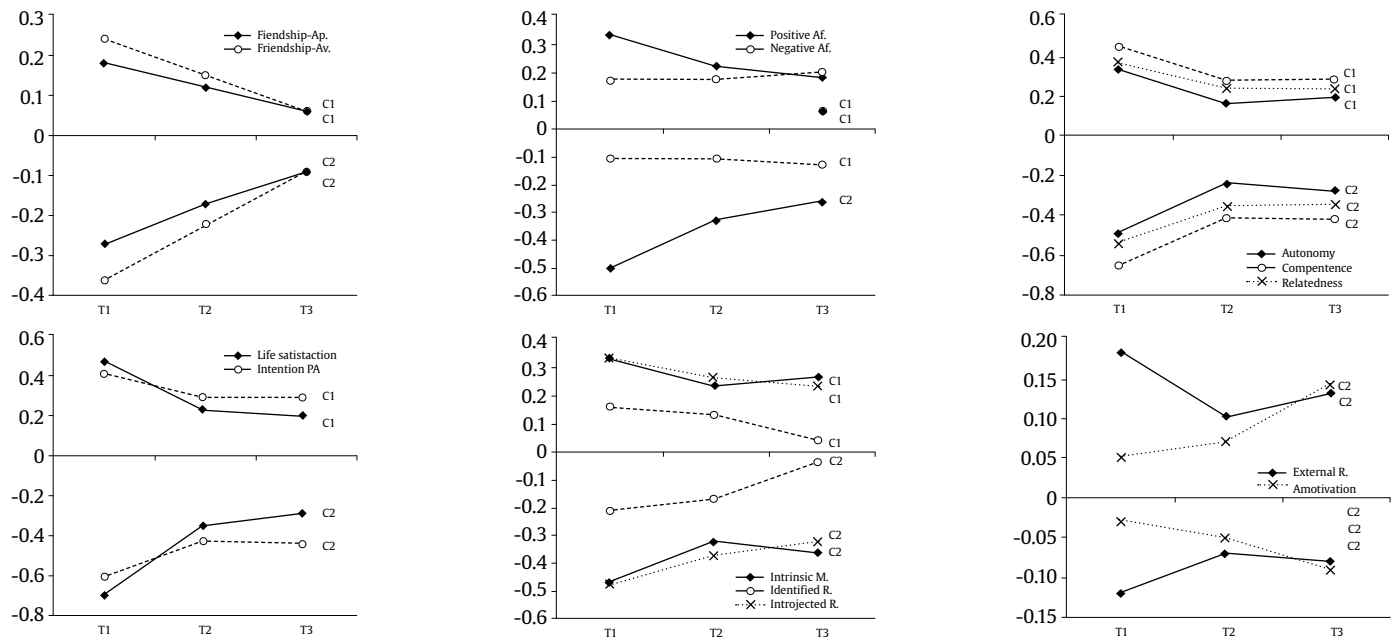 0.3
0.2
0.1
0
-0.1
-0.2
-0.3
-0.4
Fiendship-Ap.
Friendship-Av.
C1
C1
C2
C2
T1
T2
T3
0.4
0.3
0.2
0.1
0
-0.1
-0.2
-0.3
-0.4
-0.5
-0.6
Positive Af.
Negative Af.
C1
C1
C1
C2
T1
T2
T3
0.6
0.4
0.2
0
-0.2
-0.4
-0.6
-0.8
C1
C1
C1
C2
C2
C2
Autonomy
Compentence
Relatedness
T1
T2
T3
0.6
0.4
0.2
0
-0.2
-0.4
-0.6
-0.8
Life satistaction
Intention PA
C1
C1
C2
C2
T1
T2
T3
0.4
0.3
0.2
0.1
0
-0.1
-0.2
-0.3
-0.4
-0.5
-0.6
C1
C1
C1
C2
C2
C2
Intrinsic M.
Identified R.
Introjected R.
T1
T2
T3
0.20
0.15
0.10
0.05
0
-0.05
-0.10
-0.15
C2
C2
External R.
Amotivation
C2
C2
C2
T1
T2
T3